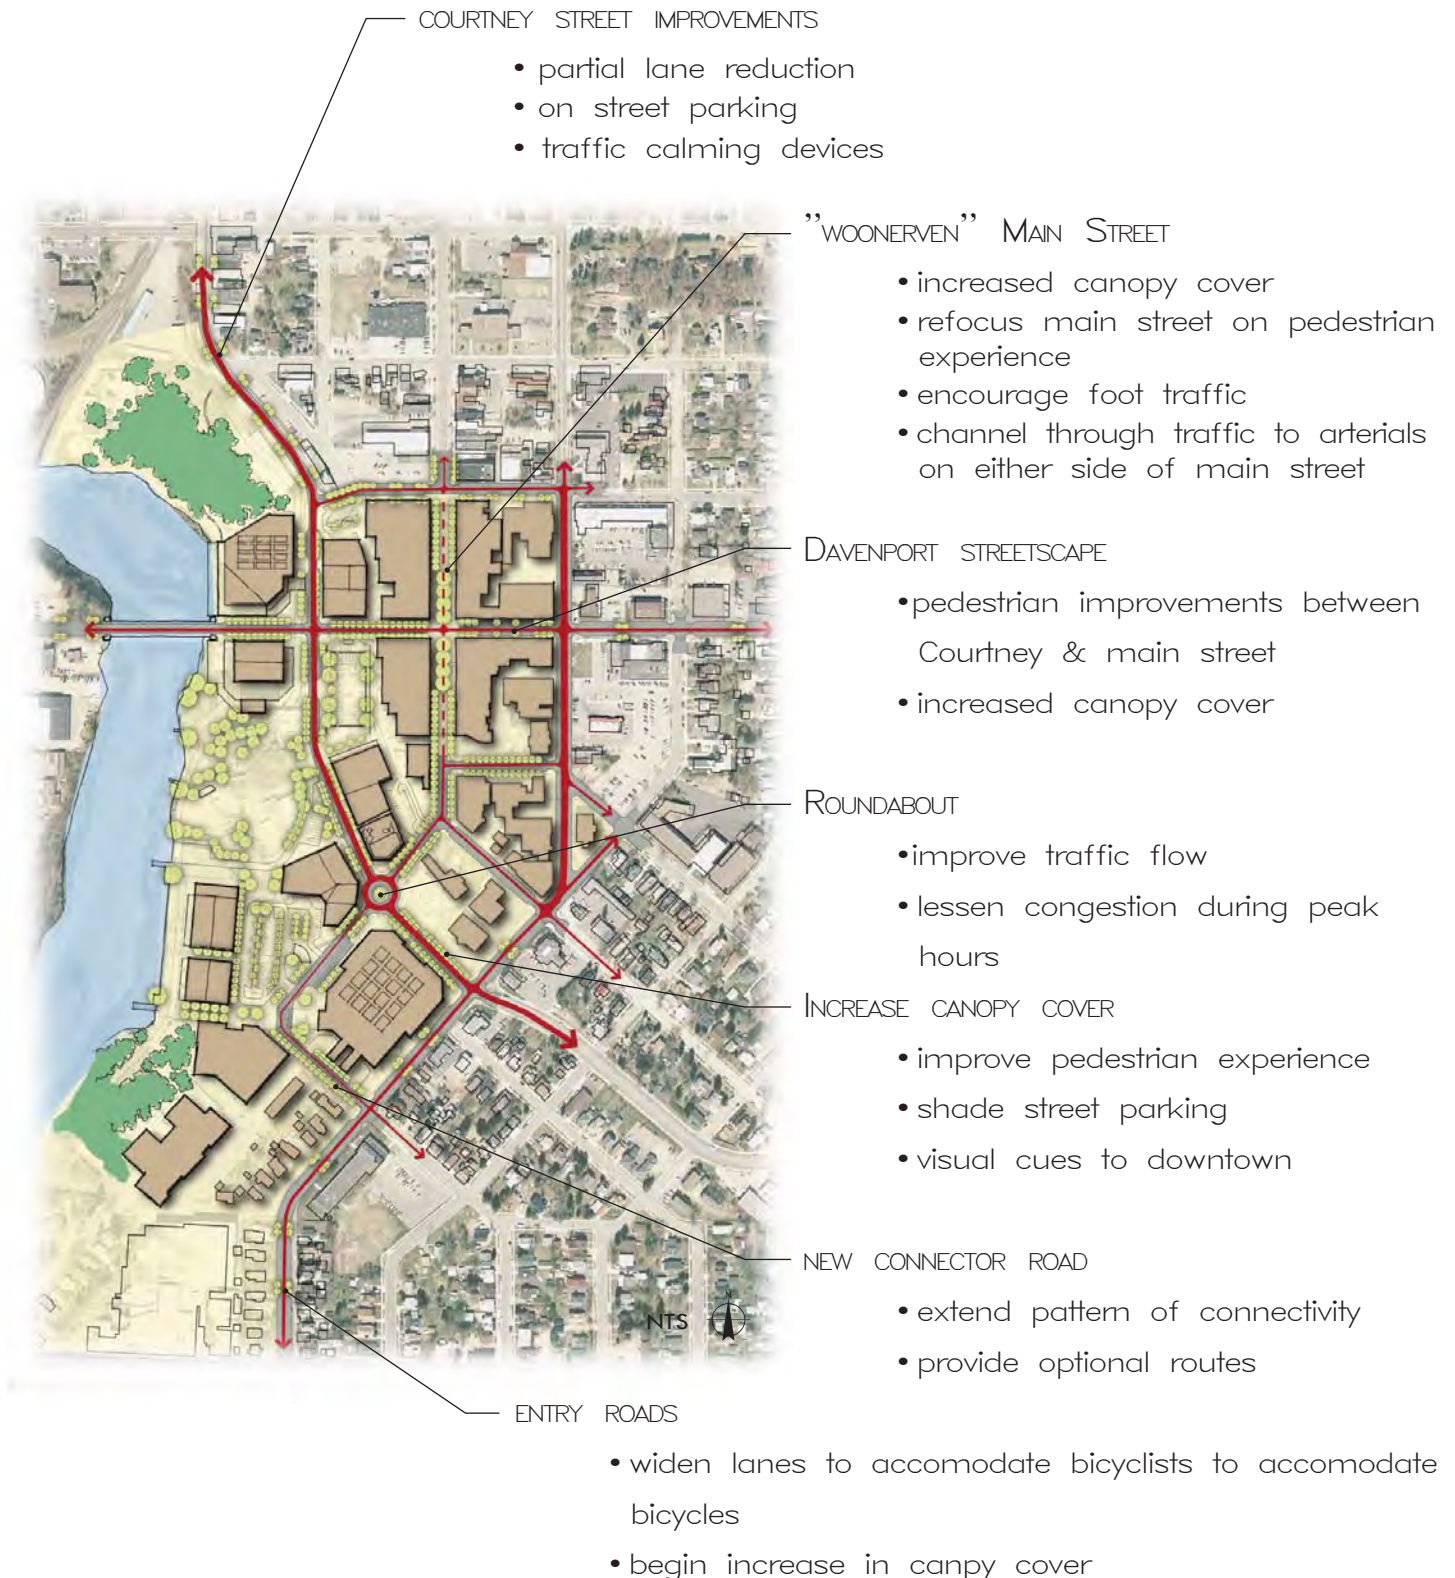 COURTNEY STREET IMPROVEMENTS
• partial lane reduction
• on street parking
• traffic calming devices
”WOONERVEN” MAIN STREET
• increased canopy cover
• refocus main street on pedestrian
experience
• encourage foot traffic
• channel through traffic to arterials
on either side of main street
DAVENPORT STREETSCAPE
• pedestrian improvements between
Courtney & main street
• increased canopy cover
ROUNDABOUT
• improve traffic flow
• lessen congestion during peak
hours
INCREASE CANOPY COVER
• improve pedestrian experience
• shade street parking
• visual cues to downtown
NEW CONNECTOR ROAD
• extend pattern of connectivity
• provide optional routes
NTS
N
ENTRY ROADS
• widen lanes to accomodate bicyclists to accomodate
bicycles
• begin increase in canpy cover